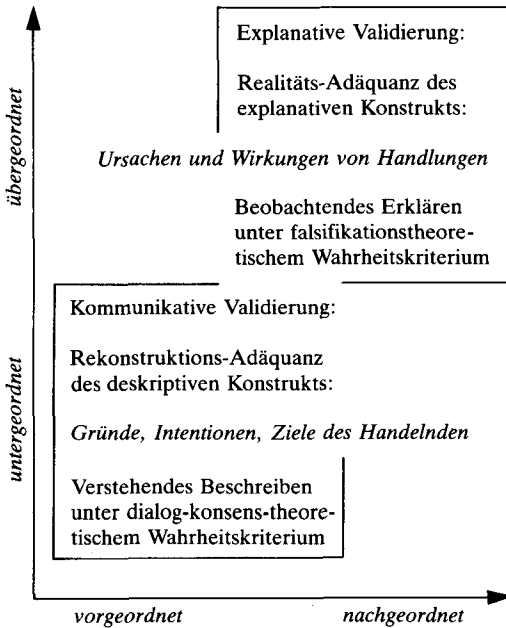 Explanative Validierung:
Realitäts-Adäquanz des
explanativen Konstrukts:
Ursachen und Wirkungen von Handlungen
Beobachtendes Erklären
unter falsifikationstheore-
tischem Wahrheitskriterium
übergeordnet
Kommunikative Validierung:
Rekonstruktions-Adäquanz
des deskriptiven Konstrukts:
Gründe, Intentionen, Ziele des Handelnden
Verstehendes Beschreiben
unter dialog-konsens-theore-
tischem Wahrheitskriterium
untergeordnet
vorgeordnet
nachgeordnet